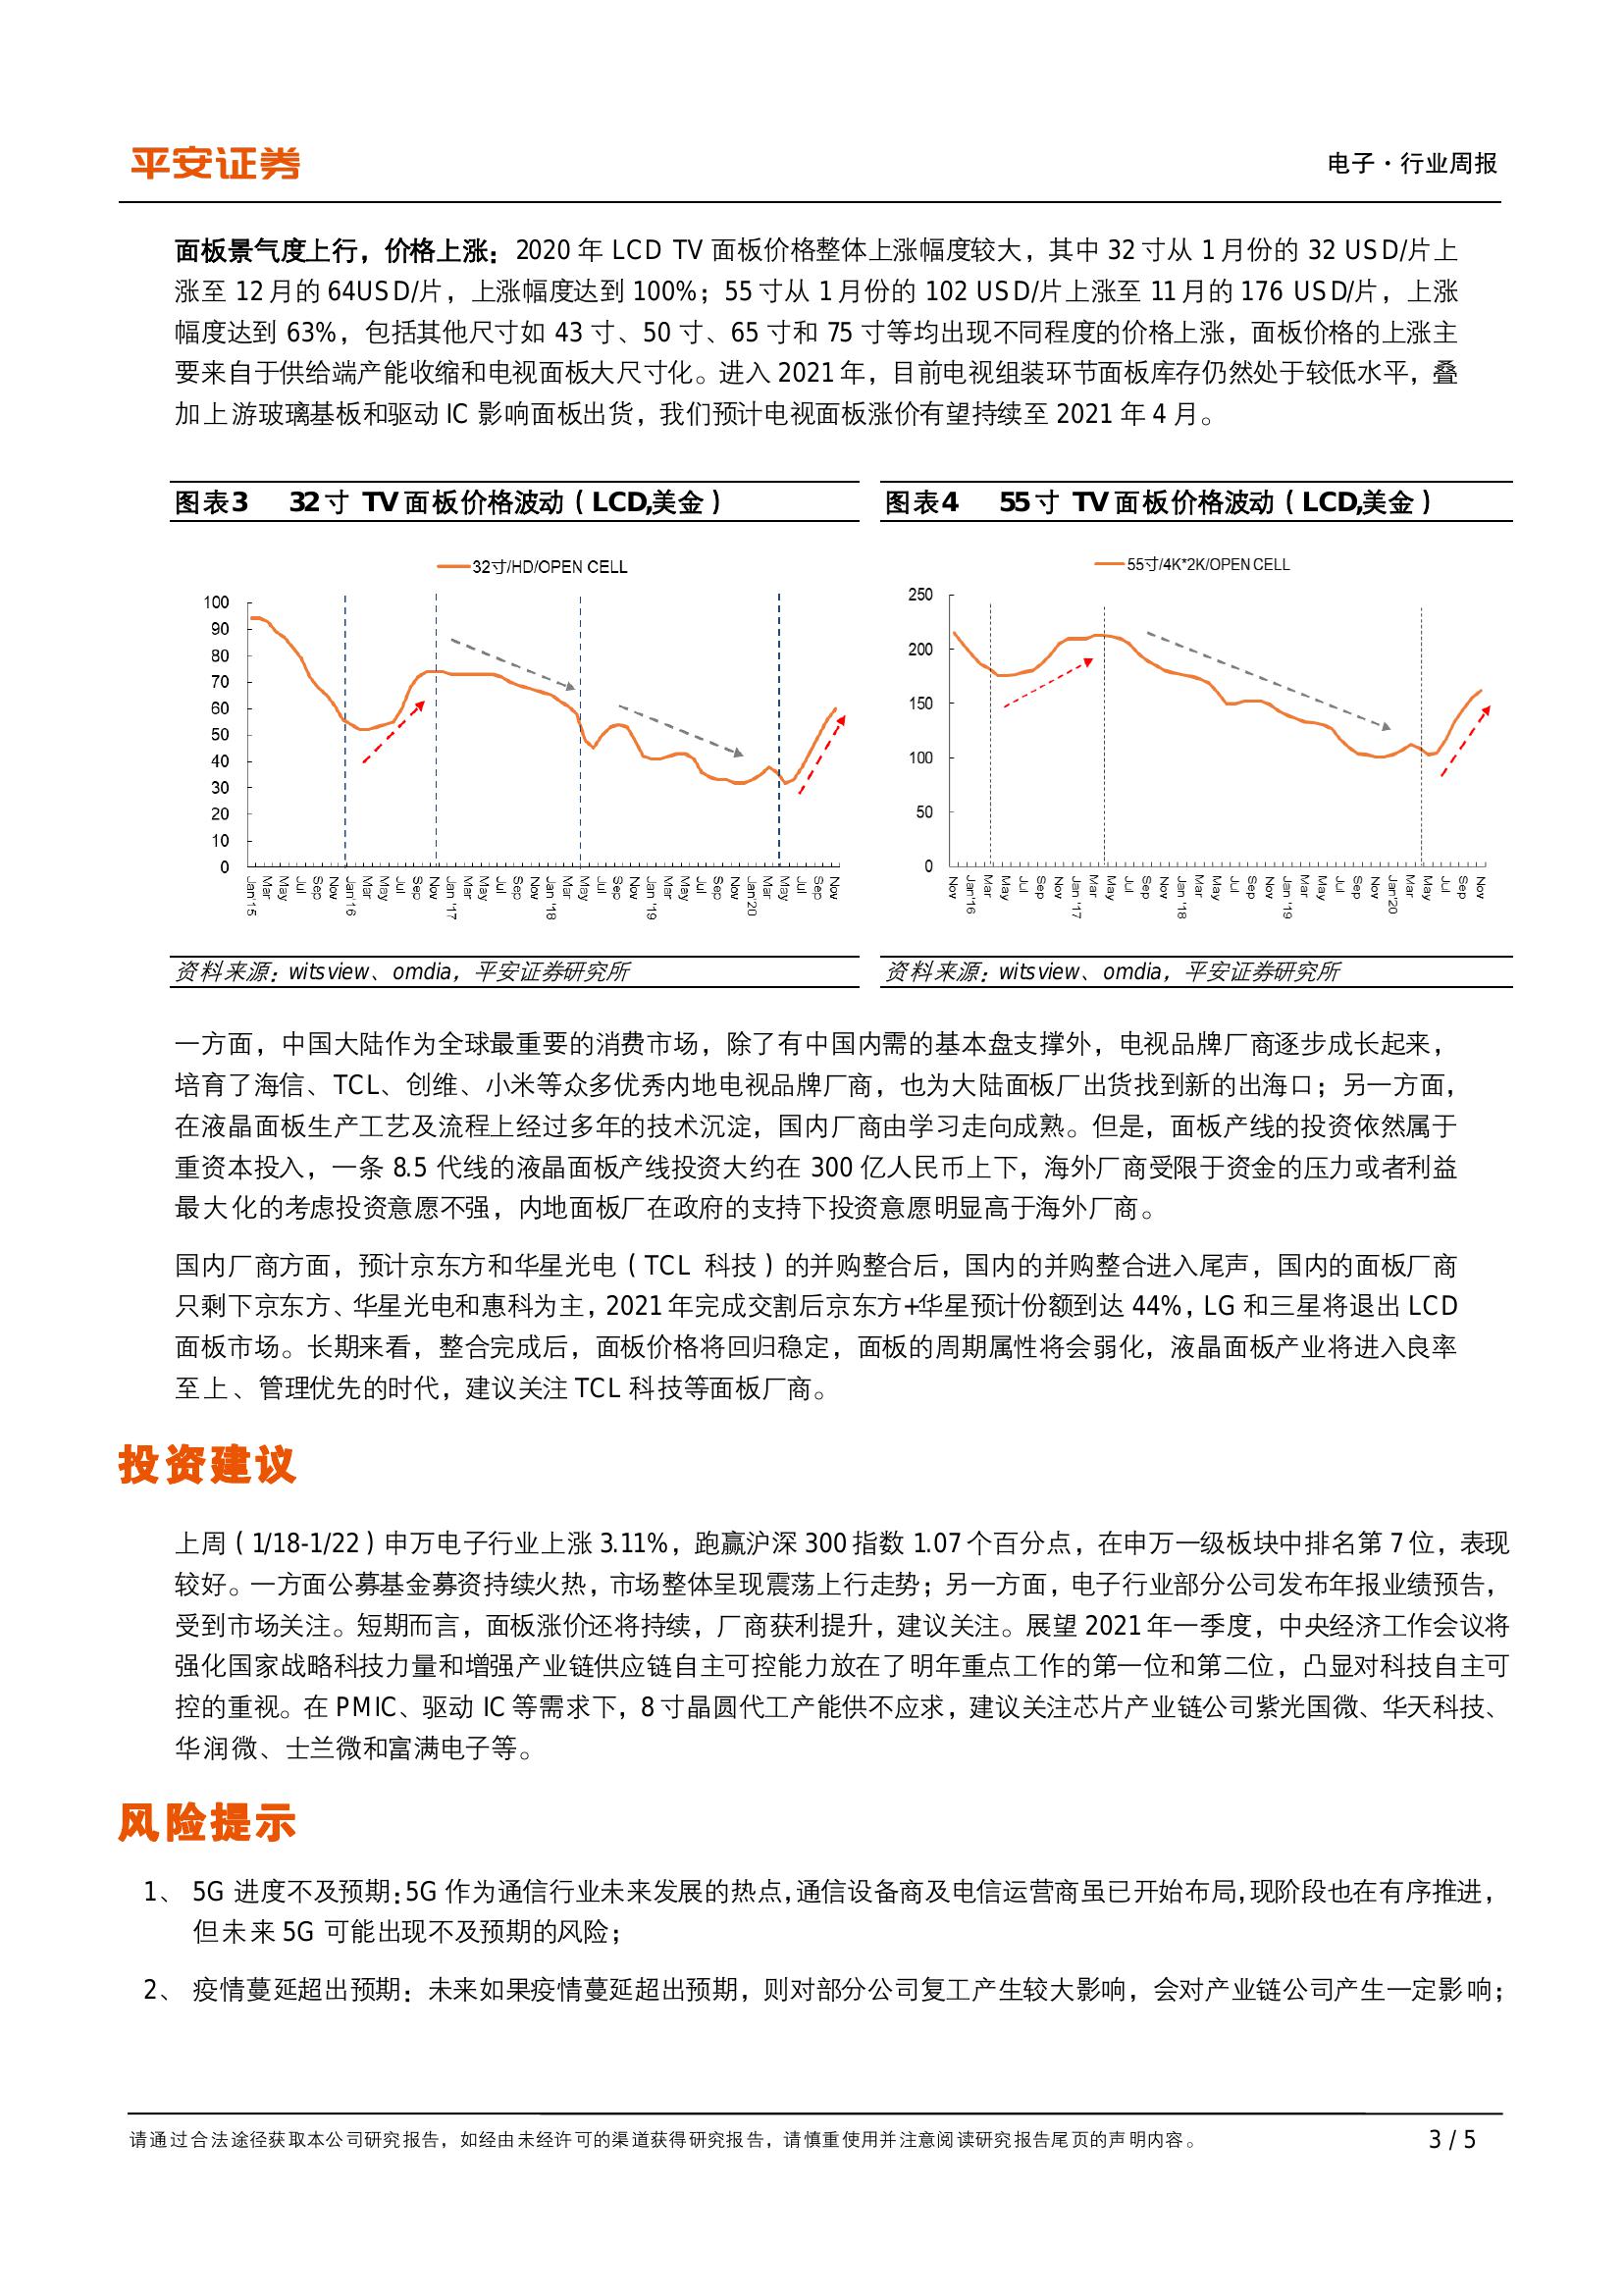 平安证券
电子·行业周报
面板景气度上行，价格上涨：2020 年 LCD TV 面板价格整体上涨幅度较大，其中 32 寸从 1 月份的 32 USD/片上
涨至 12 月的 64USD/片，上涨幅度达到 100%；55 寸从 1 月份的 102 USD/片上涨至 11 月的 176 USD/片，上涨
幅度达到 63%，包括其他尺寸如 43 寸、50 寸、65 寸和 75 寸等均出现不同程度的价格上涨，面板价格的上涨主
要来自于供给端产能收缩和电视面板大尺寸化。进入 2021 年，目前电视组装环节面板库存仍然处于较低水平，叠
加上游玻璃基板和驱动 IC 影响面板出货，我们预计电视面板涨价有望持续至 2021 年 4 月。
图表3 32 寸 TV 面板价格波动（LCD,美金）
32寸/HD/OPEN CELL
100
90
80
70
60
50
40
30
20
10
0
Jan'15 Mar May Jul Sep Nov Jan'16 Mar May Jul Sep Nov Jan '17 Mar May Jul Sep Nov Jan '18 Mar May Jul Sep Nov Jan '19 Mar May Jul Sep Nov Jan'20 Mar May Jul Sep Nov
资料来源：witsview、omdia，平安证券研究所
图表4 55 寸 TV 面板价格波动（LCD,美金）
55寸/4K*2K/OPEN CELL
250
200
150
100
50
0
Nov Jan'16 Mar May Jul Sep Nov Jan '17 Mar May Jul Sep Nov Jan '18 Mar May Jul Sep Nov Jan '19 Mar May Jul Sep Nov Jan'20 Mar May Jul Sep Nov
资料来源：witsview、omdia，平安证券研究所
一方面，中国大陆作为全球最重要的消费市场，除了有中国内需的基本盘支撑外，电视品牌厂商逐步成长起来，
培育了海信、TCL、创维、小米等众多优秀内地电视品牌厂商，也为大陆面板厂出货找到新的出海口；另一方面，
在液晶面板生产工艺及流程上经过多年的技术沉淀，国内厂商由学习走向成熟。但是，面板产线的投资依然属于
重资本投入，一条 8.5 代线的液晶面板产线投资大约在 300 亿人民币上下，海外厂商受限于资金的压力或者利益
最大化的考虑投资意愿不强，内地面板厂在政府的支持下投资意愿明显高于海外厂商。
国内厂商方面，预计京东方和华星光电（TCL 科技）的并购整合后，国内的并购整合进入尾声，国内的面板厂商
只剩下京东方、华星光电和惠科为主，2021 年完成交割后京东方+华星预计份额到达 44%，LG 和三星将退出 LCD
面板市场。长期来看，整合完成后，面板价格将回归稳定，面板的周期属性将会弱化，液晶面板产业将进入良率
至上、管理优先的时代，建议关注 TCL 科技等面板厂商。
投资建议
上周（1/18-1/22）申万电子行业上涨 3.11%，跑赢沪深 300 指数 1.07 个百分点，在申万一级板块中排名第 7 位，表现
较好。一方面公募基金募资持续火热，市场整体呈现震荡上行走势；另一方面，电子行业部分公司发布年报业绩预告，
受到市场关注。短期而言，面板涨价还将持续，厂商获利提升，建议关注。展望 2021 年一季度，中央经济工作会议将
强化国家战略科技力量和增强产业链供应链自主可控能力放在了明年重点工作的第一位和第二位，凸显对科技自主可
控的重视。在 PMIC、驱动 IC 等需求下，8 寸晶圆代工产能供不应求，建议关注芯片产业链公司紫光国微、华天科技、
华润微、士兰微和富满电子等。
风险提示
1、 5G 进度不及预期：5G 作为通信行业未来发展的热点，通信设备商及电信运营商虽已开始布局，现阶段也在有序推进，
但未来 5G 可能出现不及预期的风险；
2、 疫情蔓延超出预期：未来如果疫情蔓延超出预期，则对部分公司复工产生较大影响，会对产业链公司产生一定影响；
请通过合法途径获取本公司研究报告，如经由未经许可的渠道获得研究报告，请慎重使用并注意阅读研究报告尾页的声明内容。
3 / 5